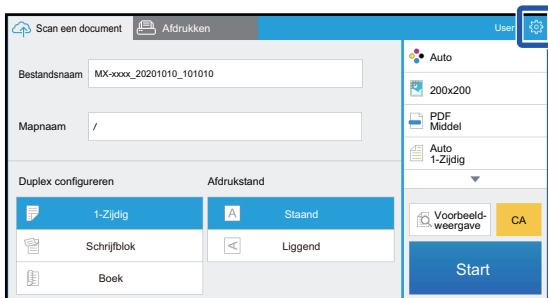 Scan een document
Afdrukken
User
Bestandsnaam
MX-xxxx_20201010_101010
Mapnaam
/
Duplex configureren
Afdrukstand
1-Zijdig
Schrijfblok
Boek
A
Staand
A
Liggend
Auto
200x200
PDF
Middel
Auto
1-Zijdig
Voorbeeld-
weergave
CA
Start